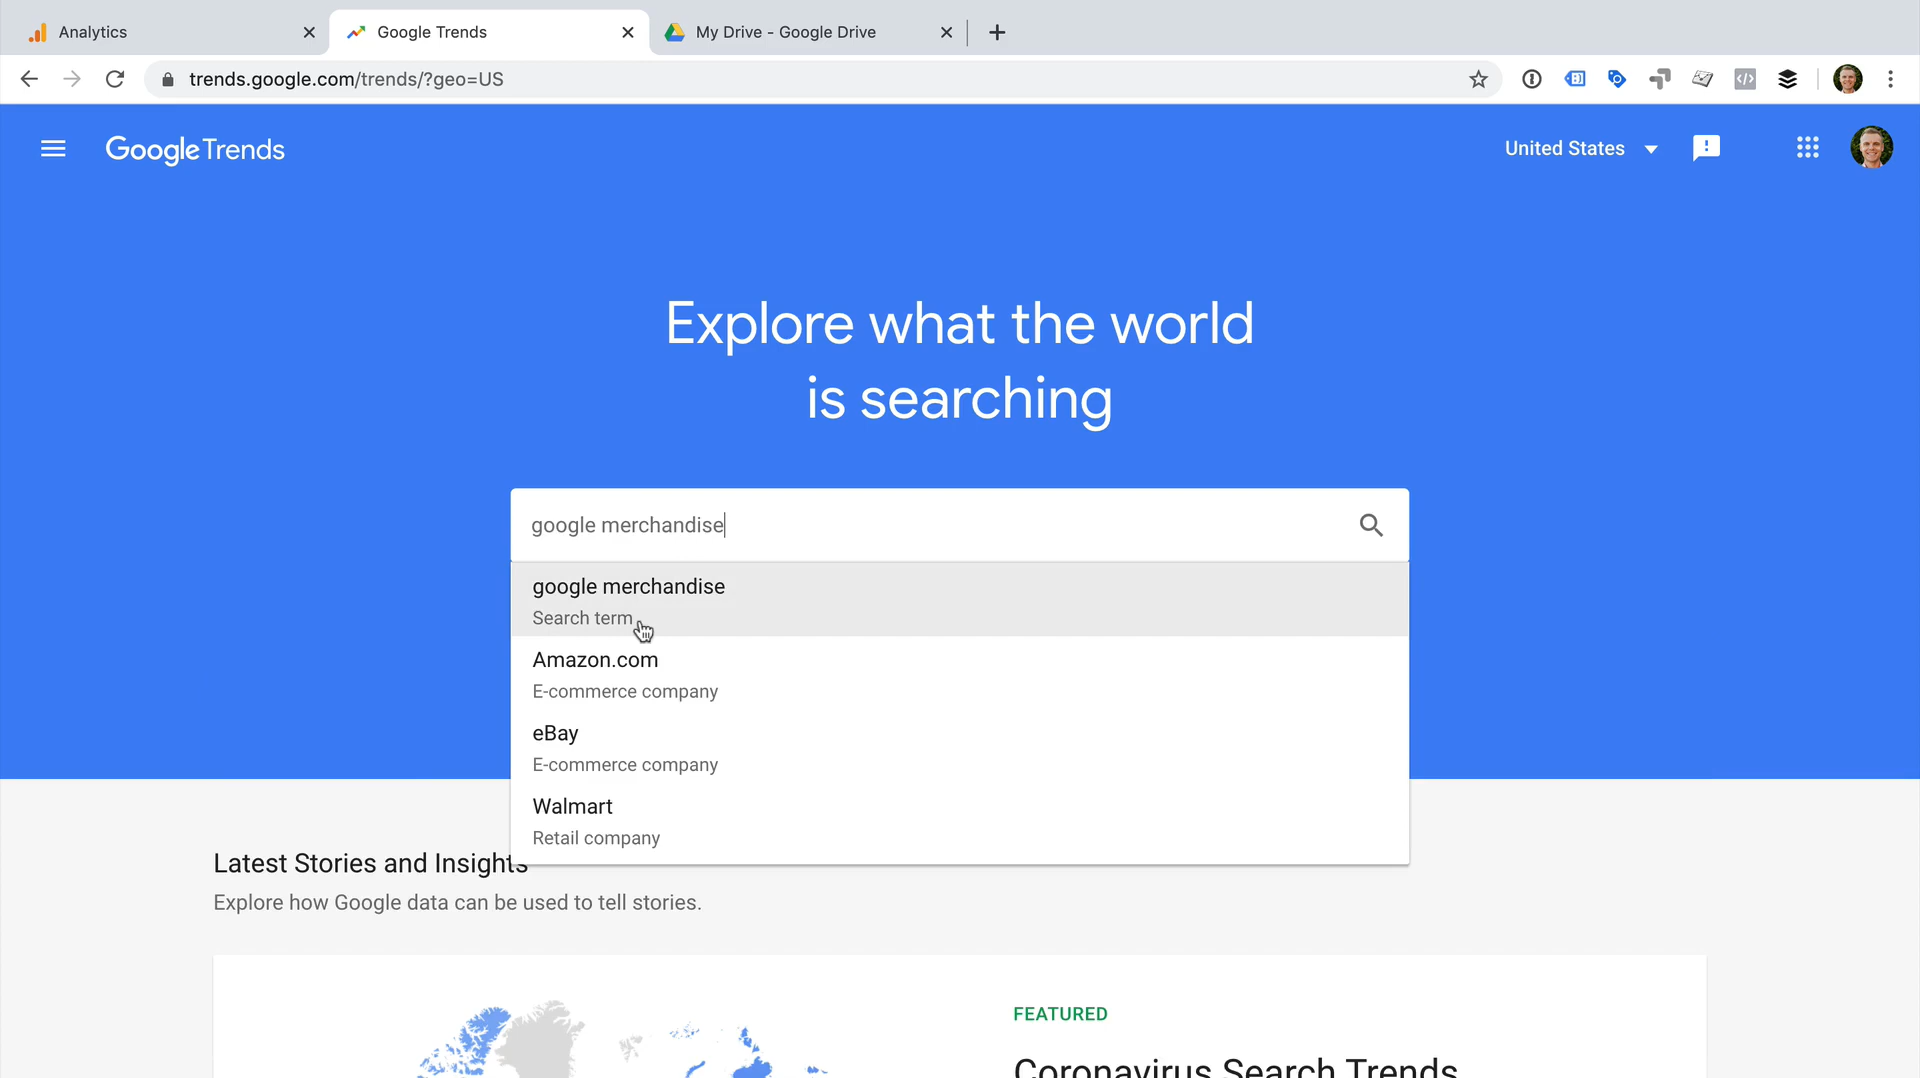 Analytics
Google Trends
My Drive - Google Drive
trends.google.com/trends/?geo=US
Google Trends
United States
Explore what the world
is searching
google merchandise
google merchandise
Search term
Amazon.com
E-commerce company
eBay
E-commerce company
Walmart
Retail company
Latest Stories and Insights
Explore how Google data can be used to tell stories.
FEATURED
Coronavirus Search Trends